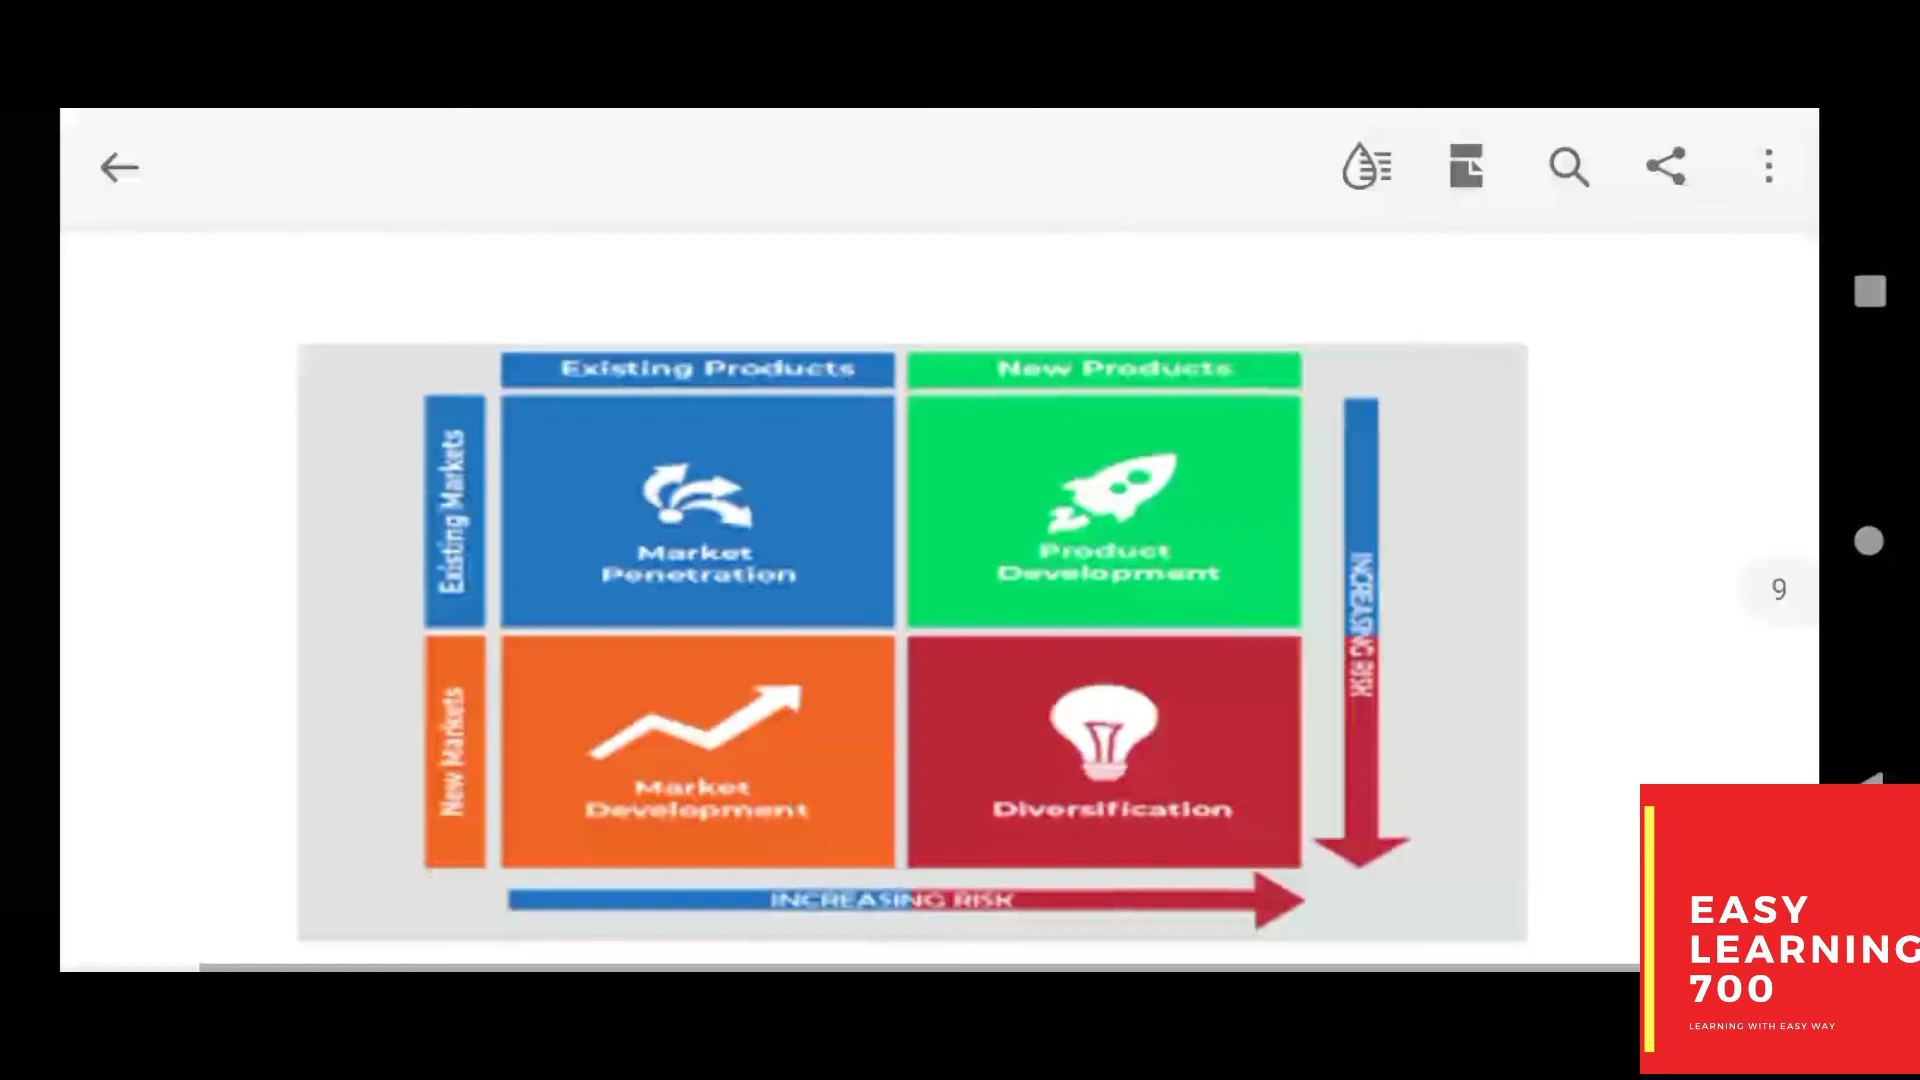 Existing Products
New Products
Existing Markets
Market
Penetration
Product
Development
INCREASING RISK
New Markets
Market
Development
Diversification
INCREASING RISK
9
EASY
LEARNING
700
LEARNING WITH EASY WAY